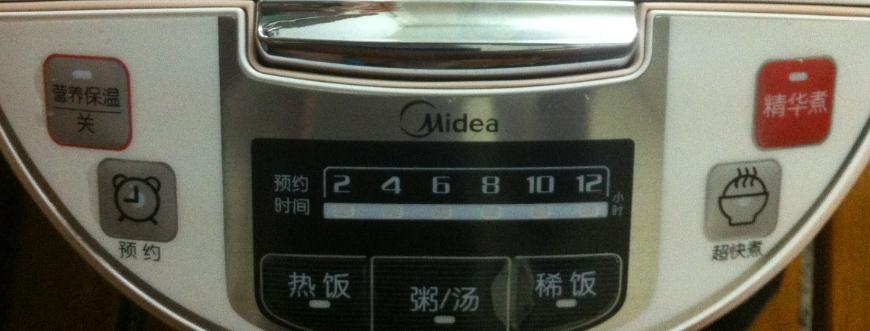 营养保温
关
预约
Midea
预约
时间
2 4 6 8 10 12
小时
热饭
粥/汤
稀饭
精华煮
超快煮